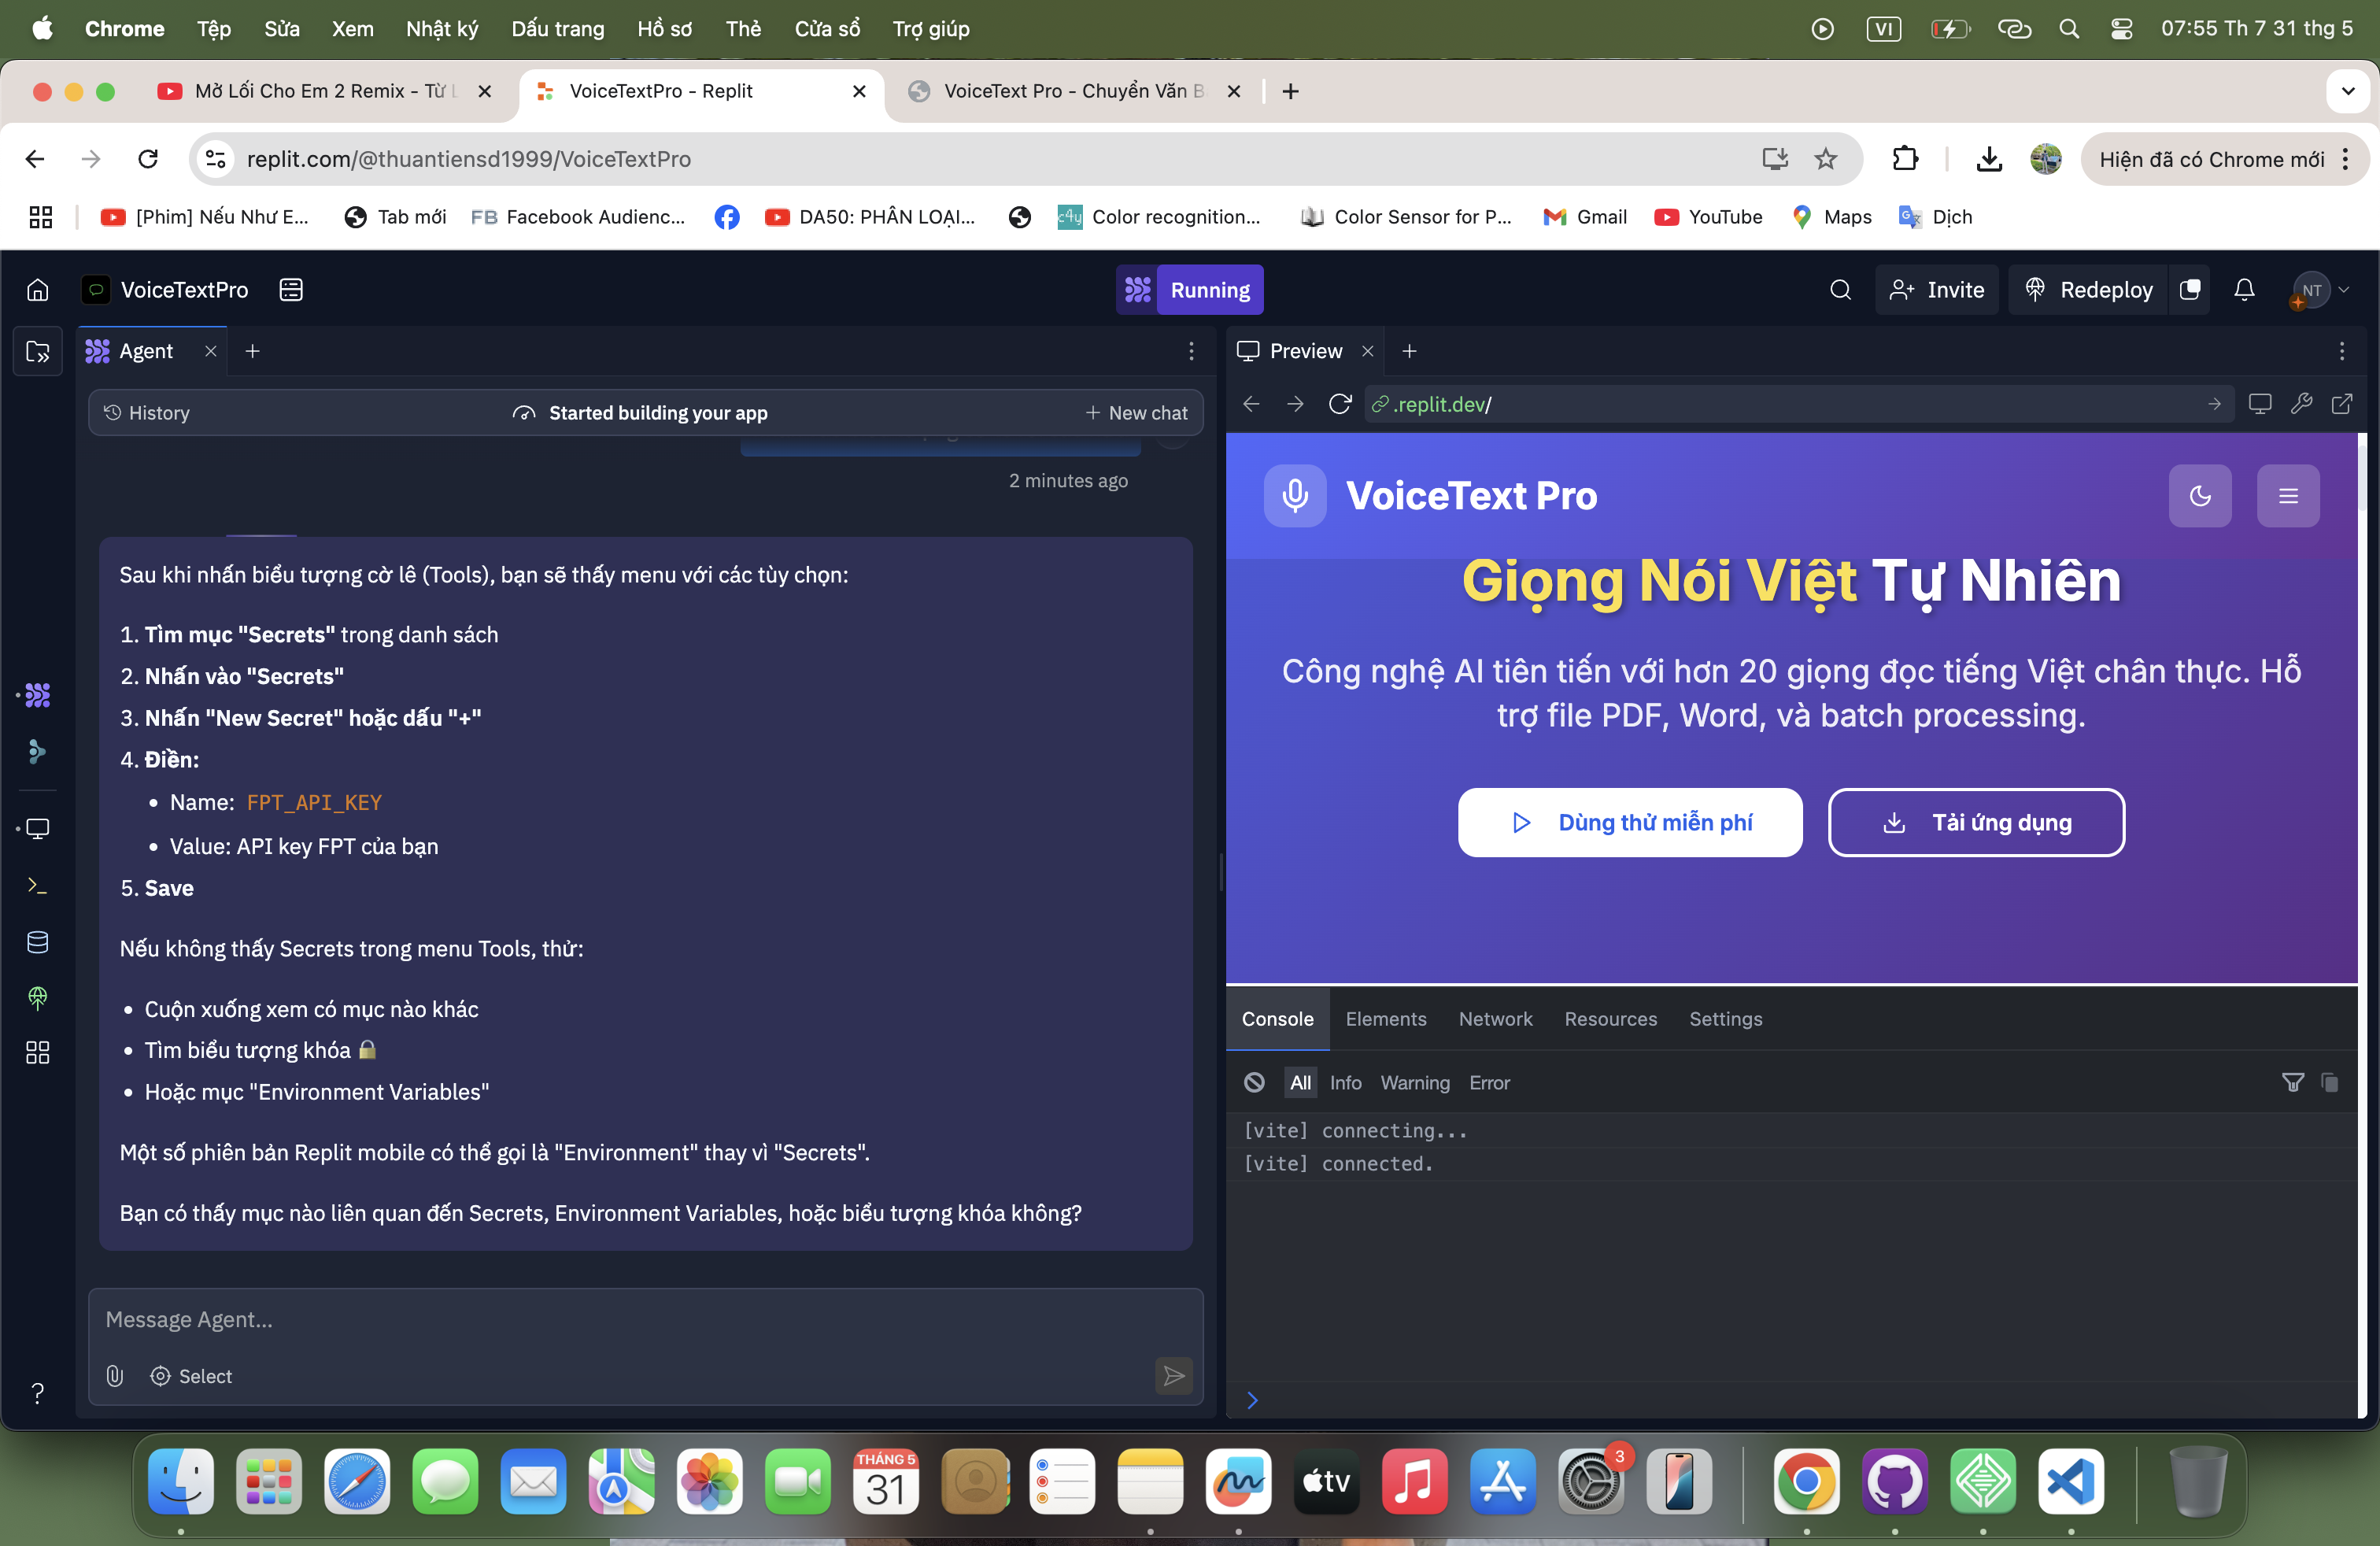 Chrome Tệp Sửa Xem Nhật ký Dấu trang Hồ sơ Thẻ Cửa sổ Trợ giúp VI 07:55 Th 7 31 thg 5
Mở Lối Cho Em 2 Remix - Từ L VoiceTextPro - Replit VoiceText Pro - Chuyển Văn B
replit.com/@thuantiensd1999/VoiceTextPro Hiện đã có Chrome mới
[Phim] Nếu Như E... Tab mới FB Facebook Audienc... DA50: PHÂN LOẠI... c4y Color recognition... Color Sensor for P... Gmail YouTube Maps Dịch
VoiceTextPro Running Invite Redeploy NT
Agent
History Started building your app New chat
2 minutes ago
Sau khi nhấn biểu tượng cờ lê (Tools), bạn sẽ thấy menu với các tùy chọn:
1. Tìm mục "Secrets" trong danh sách
2. Nhấn vào "Secrets"
3. Nhấn "New Secret" hoặc dấu "+"
4. Điền:
• Name: FPT_API_KEY
• Value: API key FPT của bạn
5. Save
Nếu không thấy Secrets trong menu Tools, thử:
• Cuộn xuống xem có mục nào khác
• Tìm biểu tượng khóa 🔒
• Hoặc mục "Environment Variables"
Một số phiên bản Replit mobile có thể gọi là "Environment" thay vì "Secrets".
Bạn có thấy mục nào liên quan đến Secrets, Environment Variables, hoặc biểu tượng khóa không?
Message Agent...
Select
Preview
.replit.dev/
VoiceText Pro
Giọng Nói Việt Tự Nhiên
Công nghệ AI tiên tiến với hơn 20 giọng đọc tiếng Việt chân thực. Hỗ
trợ file PDF, Word, và batch processing.
Dùng thử miễn phí Tải ứng dụng
Console Elements Network Resources Settings
All Info Warning Error
[vite] connecting...
[vite] connected.
THÁNG 5
31
tv
3